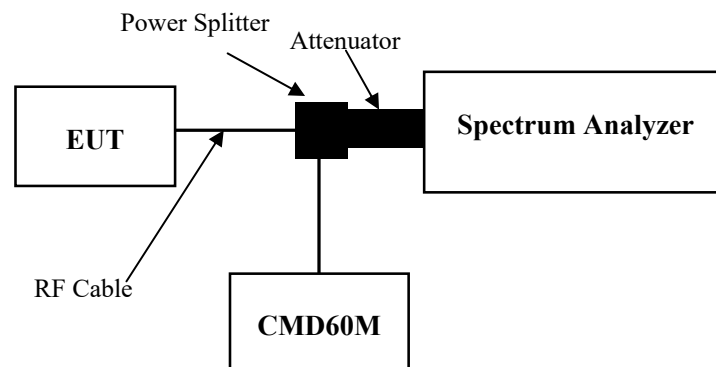 Power Splitter
Attenuator
EUT
Spectrum Analyzer
RF Cable
CMD60M